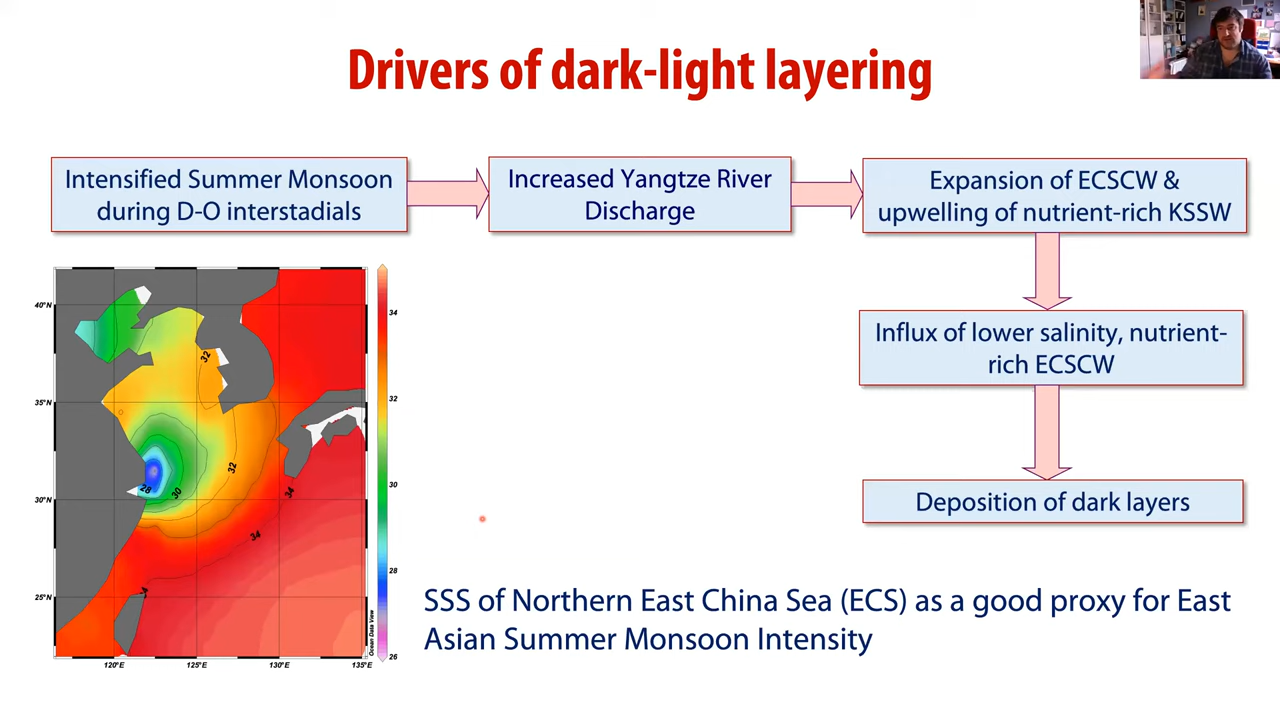 Drivers of dark-light layering
Intensified Summer Monsoon
during D-O interstadials
Increased Yangtze River
Discharge
Expansion of ECSCW &
upwelling of nutrient-rich KSSW
Influx of lower salinity, nutrient-
rich ECSCW
Deposition of dark layers
40°N
35°N
30°N
25°N
120°E
125°E
130°E
135°E
32
32
28
30
34
34
34
32
30
28
26
Ocean Data View
SSS of Northern East China Sea (ECS) as a good proxy for East
Asian Summer Monsoon Intensity